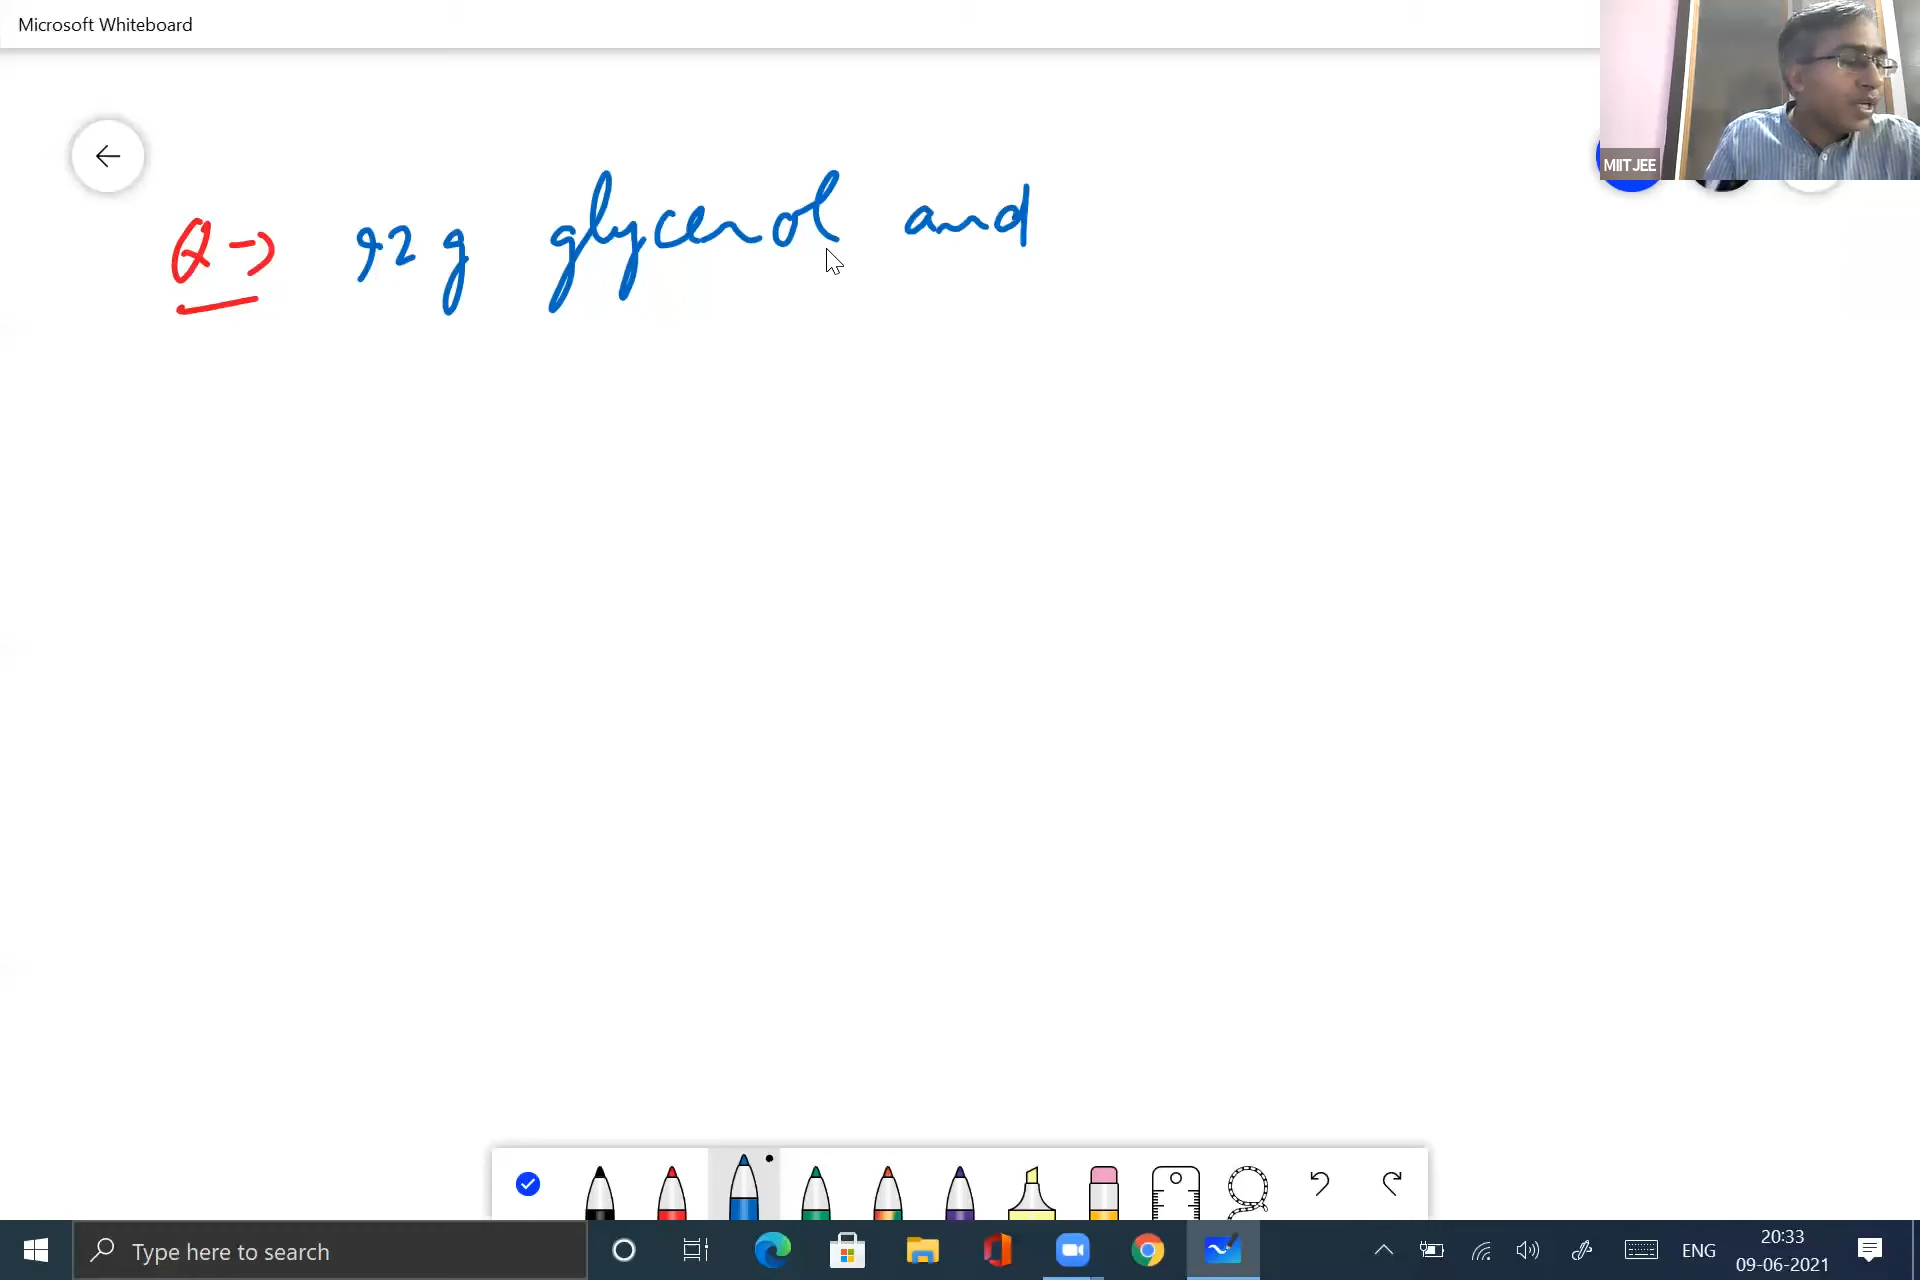 Microsoft Whiteboard
MIIT JEE
Q→ 92 g glycerol and
Type here to search
ENG
20:33
09-06-2021